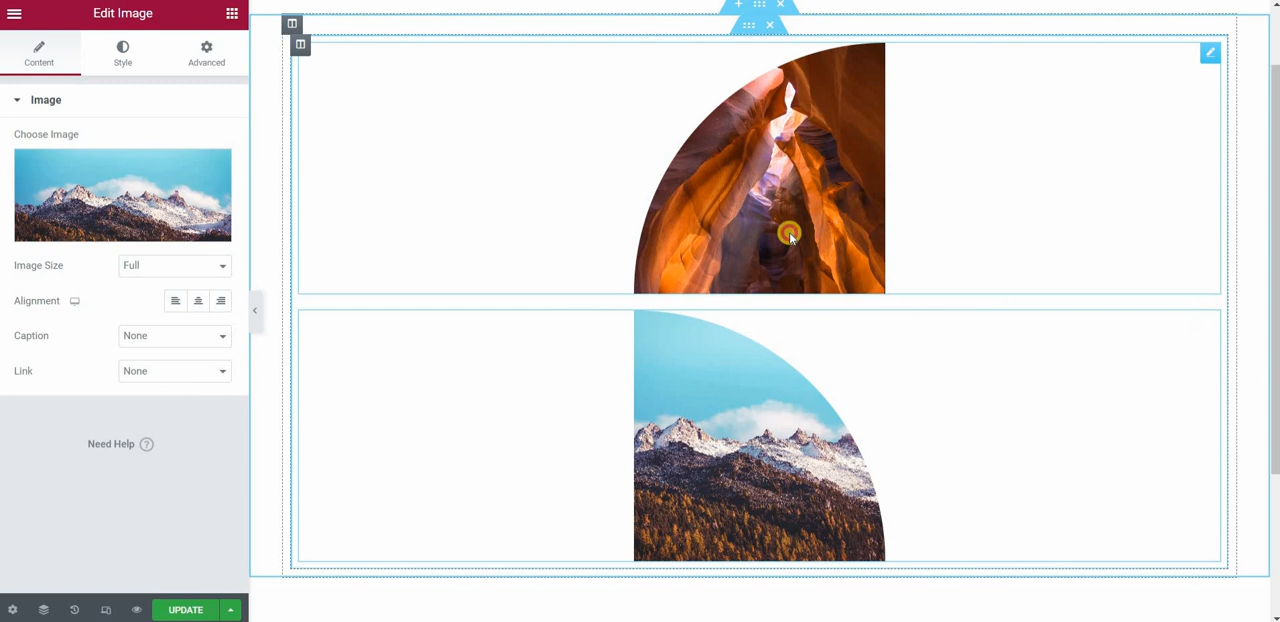 Edit Image
Content
Style
Advanced
Image
Choose Image
Image Size
Full
Alignment
Caption
None
Link
None
Need Help ?
UPDATE